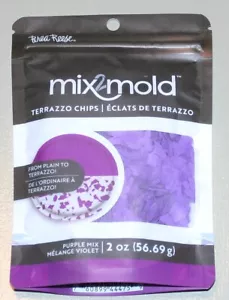 Brea Reese
mix2mold™
TERRAZZO CHIPS | ÉCLATS DE TERRAZZO
FROM PLAIN TO
TERRAZZO!
DE L'ORDINAIRE À
TERRAZZO!
PURPLE MIX
MÉLANGE VIOLET
2 oz (56.69 g)